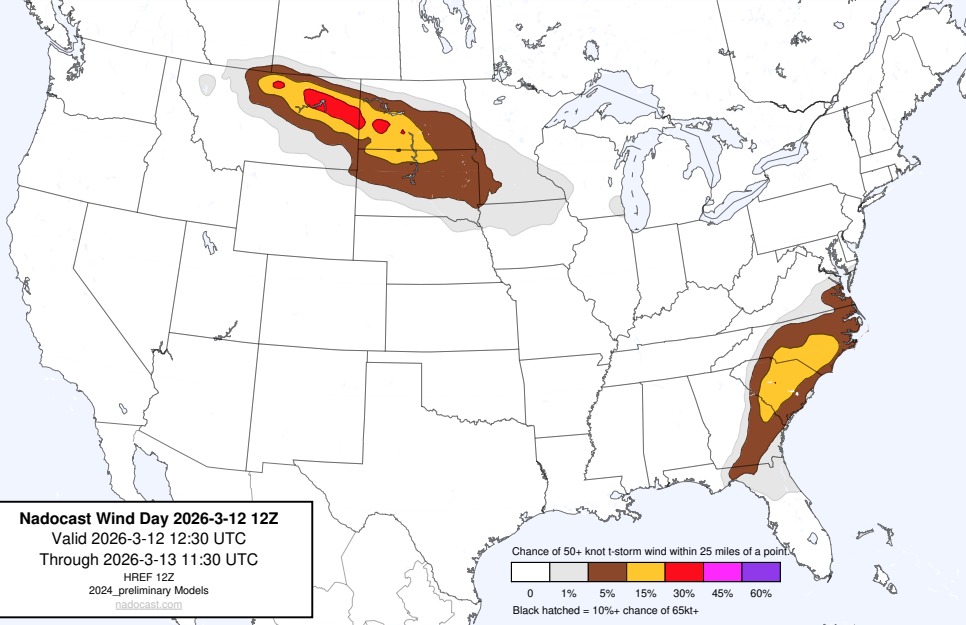 Nadocast Wind Day 2026-3-12 12Z
Valid 2026-3-12 12:30 UTC
Through 2026-3-13 11:30 UTC
HREF 12Z
2024_preliminary Models
nadocast.com
Chance of 50+ knot t-storm wind within 25 miles of a point.
0 1% 5% 15% 30% 45% 60%
Black hatched = 10%+ chance of 65kt+